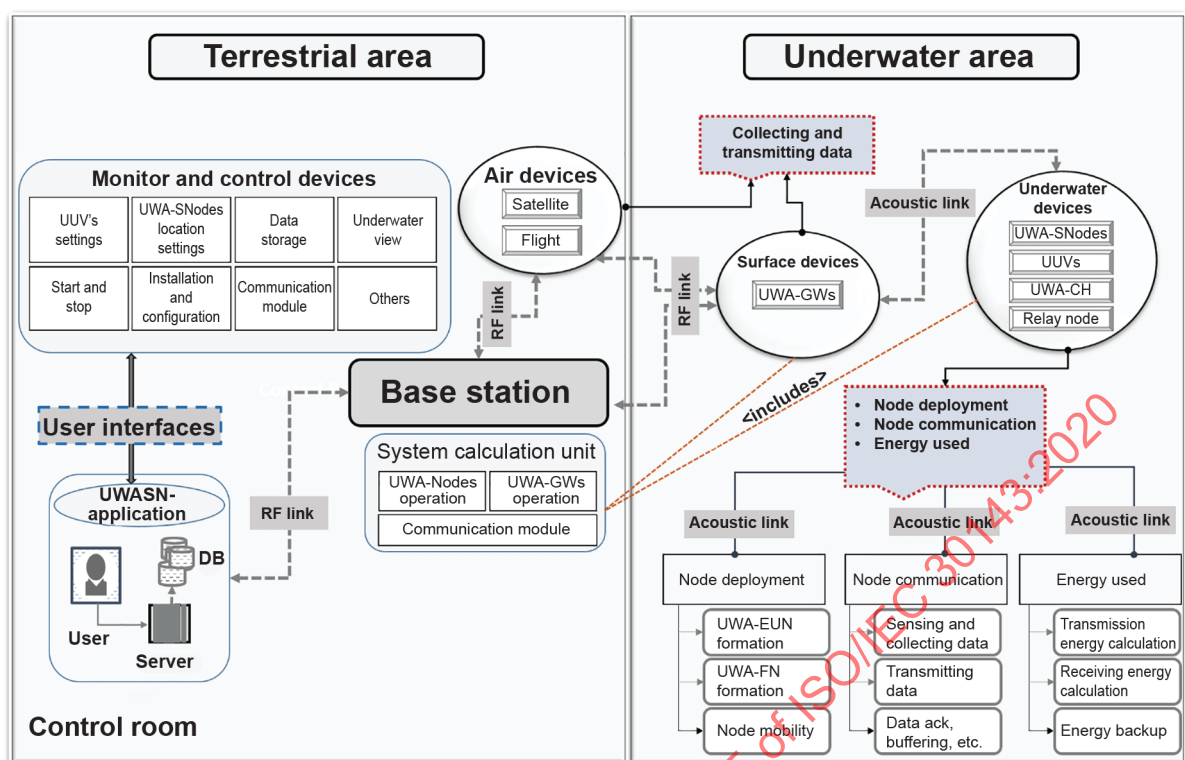 Terrestrial area
Underwater area
Monitor and control devices
UUV's
settings
UWA-SNodes
location
settings
Data
storage
Underwater
view
Start and
stop
Installation
and
configuration
Communication
module
Others
Air devices
Satellite
Flight
Collecting and
transmitting data
Acoustic link
Underwater
devices
UWA-SNodes
UUVs
UWA-CH
Relay node
Surface devices
UWA-GWs
RF link
RF link
Base station
User interfaces
<includes>
System calculation unit
UWA-Nodes
operation
UWA-GWs
operation
Communication module
UWASN-
application
DB
User
Server
RF link
Control room
• Node deployment
• Node communication
• Energy used
Acoustic link
Acoustic link
Acoustic link
Node deployment
UWA-EUN
formation
UWA-FN
formation
Node mobility
Node communication
Sensing and
collecting data
Transmitting
data
Data ack,
buffering, etc.
Energy used
Transmission
energy calculation
Receiving energy
calculation
Energy backup
of ISO/IEC 30143:2020